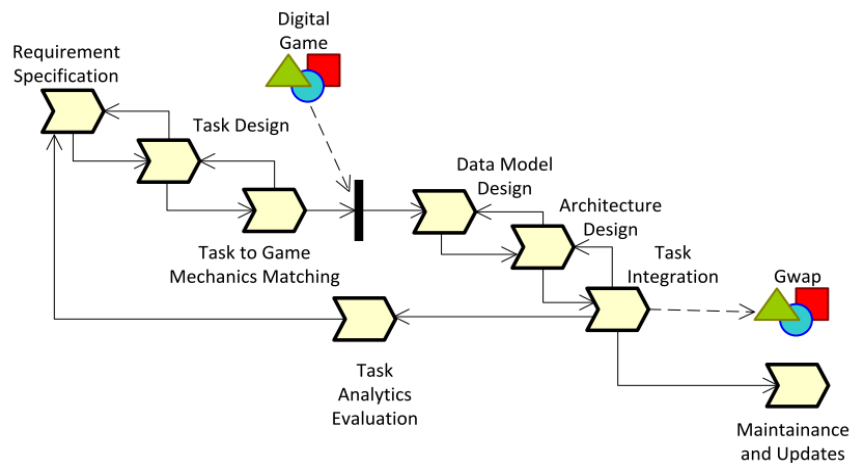 Digital
Game
Requirement
Specification
Task Design
Data Model
Design
Architecture
Design
Task to Game
Mechanics Matching
Task
Integration
Gwap
Task
Analytics
Evaluation
Maintainance
and Updates